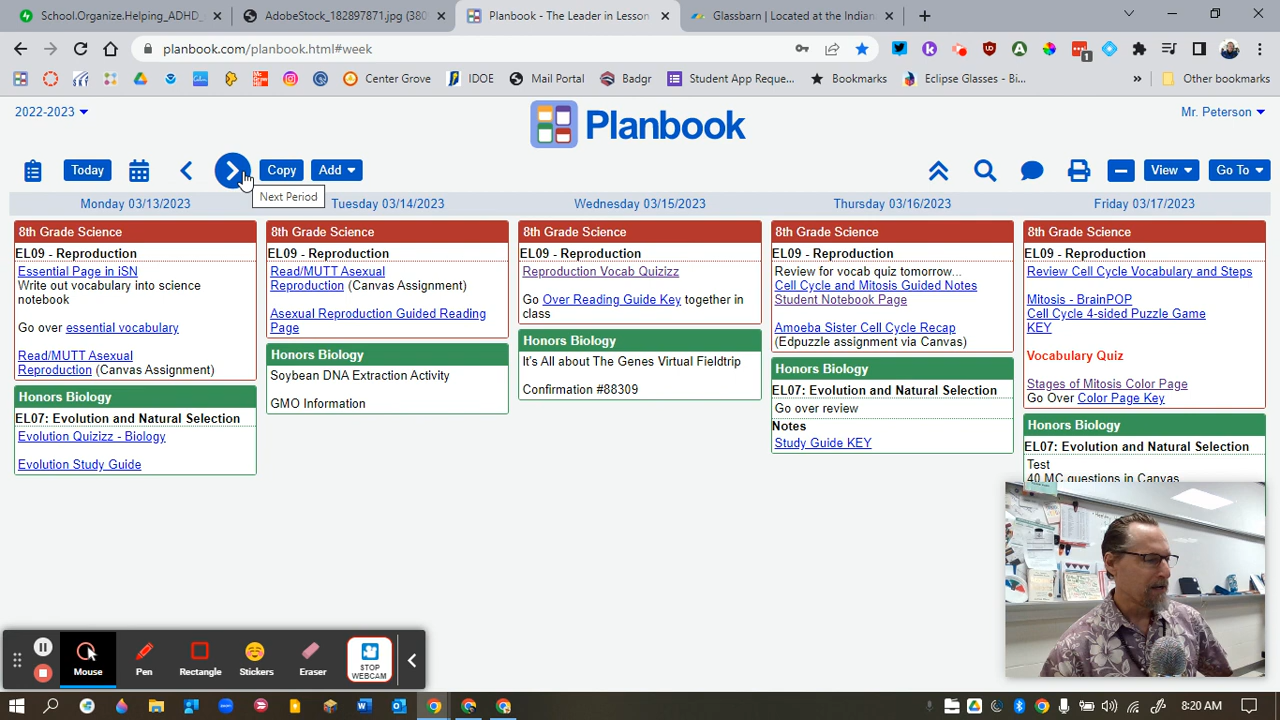 School.Organize.Helping_ADHD_
AdobeStock_182897871.jpg (380
Planbook - The Leader in Lesson
Glassbarn | Located at the Indian
planbook.com/planbook.html#week
1
Center Grove
IDOE
Mail Portal
Badgr
Student App Reque...
Bookmarks
Eclipse Glasses - Bi...
Other bookmarks
2022-2023
Planbook
Mr. Peterson
Today
Copy
Add
View
Go To
Next Period
Monday 03/13/2023
Tuesday 03/14/2023
Wednesday 03/15/2023
Thursday 03/16/2023
Friday 03/17/2023
8th Grade Science
EL09 - Reproduction
Essential Page in iSN
Write out vocabulary into science
notebook
Go over essential vocabulary
Read/MUTT Asexual
Reproduction (Canvas Assignment)
Honors Biology
EL07: Evolution and Natural Selection
Evolution Quizizz - Biology
Evolution Study Guide
8th Grade Science
EL09 - Reproduction
Read/MUTT Asexual
Reproduction (Canvas Assignment)
Asexual Reproduction Guided Reading
Page
Honors Biology
Soybean DNA Extraction Activity
GMO Information
8th Grade Science
EL09 - Reproduction
Reproduction Vocab Quizizz
Go Over Reading Guide Key together in
class
Honors Biology
It's All about The Genes Virtual Fieldtrip
Confirmation #88309
8th Grade Science
EL09 - Reproduction
Review for vocab quiz tomorrow...
Cell Cycle and Mitosis Guided Notes
Student Notebook Page
Amoeba Sister Cell Cycle Recap
(Edpuzzle assignment via Canvas)
Honors Biology
EL07: Evolution and Natural Selection
Go over review
Notes
Study Guide KEY
8th Grade Science
EL09 - Reproduction
Review Cell Cycle Vocabulary and Steps
Mitosis - BrainPOP
Cell Cycle 4-sided Puzzle Game
KEY
Vocabulary Quiz
Stages of Mitosis Color Page
Go Over Color Page Key
Honors Biology
EL07: Evolution and Natural Selection
Test
40 MC questions in Canvas
Mouse
Pen
Rectangle
Stickers
Eraser
STOP
WEBCAM
8:20 AM